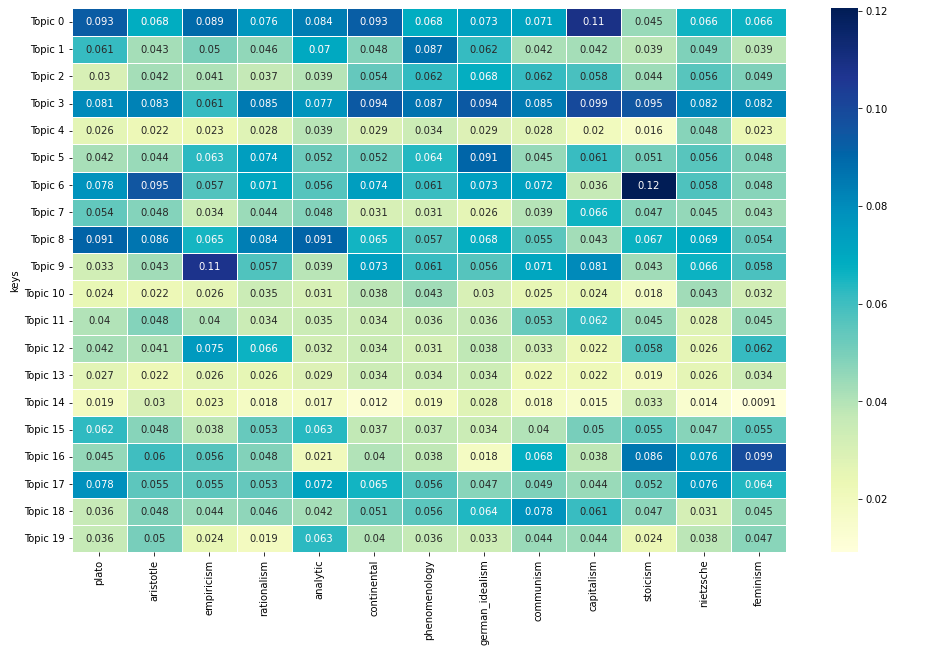 keys
Topic 0 0.093 0.068 0.089 0.076 0.084 0.093 0.068 0.073 0.071 0.11 0.045 0.066 0.066
Topic 1 0.061 0.043 0.05 0.046 0.07 0.048 0.087 0.062 0.042 0.042 0.039 0.049 0.039
Topic 2 0.03 0.042 0.041 0.037 0.039 0.054 0.062 0.068 0.062 0.058 0.044 0.056 0.049
Topic 3 0.081 0.083 0.061 0.085 0.077 0.094 0.087 0.094 0.085 0.099 0.095 0.082 0.082
Topic 4 0.026 0.022 0.023 0.028 0.039 0.029 0.034 0.029 0.028 0.02 0.016 0.048 0.023
Topic 5 0.042 0.044 0.063 0.074 0.052 0.052 0.064 0.091 0.045 0.061 0.051 0.056 0.048
Topic 6 0.078 0.095 0.057 0.071 0.056 0.074 0.061 0.073 0.072 0.036 0.12 0.058 0.048
Topic 7 0.054 0.048 0.034 0.044 0.048 0.031 0.031 0.026 0.039 0.066 0.047 0.045 0.043
Topic 8 0.091 0.086 0.065 0.084 0.091 0.065 0.057 0.068 0.055 0.043 0.067 0.069 0.054
Topic 9 0.033 0.043 0.11 0.057 0.039 0.073 0.061 0.056 0.071 0.081 0.043 0.066 0.058
Topic 10 0.024 0.022 0.026 0.035 0.031 0.038 0.043 0.03 0.025 0.024 0.018 0.043 0.032
Topic 11 0.04 0.048 0.04 0.034 0.035 0.034 0.036 0.036 0.053 0.062 0.045 0.028 0.045
Topic 12 0.042 0.041 0.075 0.066 0.032 0.034 0.031 0.038 0.033 0.022 0.058 0.026 0.062
Topic 13 0.027 0.022 0.026 0.026 0.029 0.034 0.034 0.034 0.022 0.022 0.019 0.026 0.034
Topic 14 0.019 0.03 0.023 0.018 0.017 0.012 0.019 0.028 0.018 0.015 0.033 0.014 0.0091
Topic 15 0.062 0.048 0.038 0.053 0.063 0.037 0.037 0.034 0.04 0.05 0.055 0.047 0.055
Topic 16 0.045 0.06 0.056 0.048 0.021 0.04 0.038 0.018 0.068 0.038 0.086 0.076 0.099
Topic 17 0.078 0.055 0.055 0.053 0.072 0.065 0.056 0.047 0.049 0.044 0.052 0.076 0.064
Topic 18 0.036 0.048 0.044 0.046 0.042 0.051 0.056 0.064 0.078 0.061 0.047 0.031 0.045
Topic 19 0.036 0.05 0.024 0.019 0.063 0.04 0.036 0.033 0.044 0.044 0.024 0.038 0.047
plato aristotle empiricism rationalism analytic continental phenomenology german_idealism communism capitalism stoicism nietzsche feminism
0.12
0.10
0.08
0.06
0.04
0.02